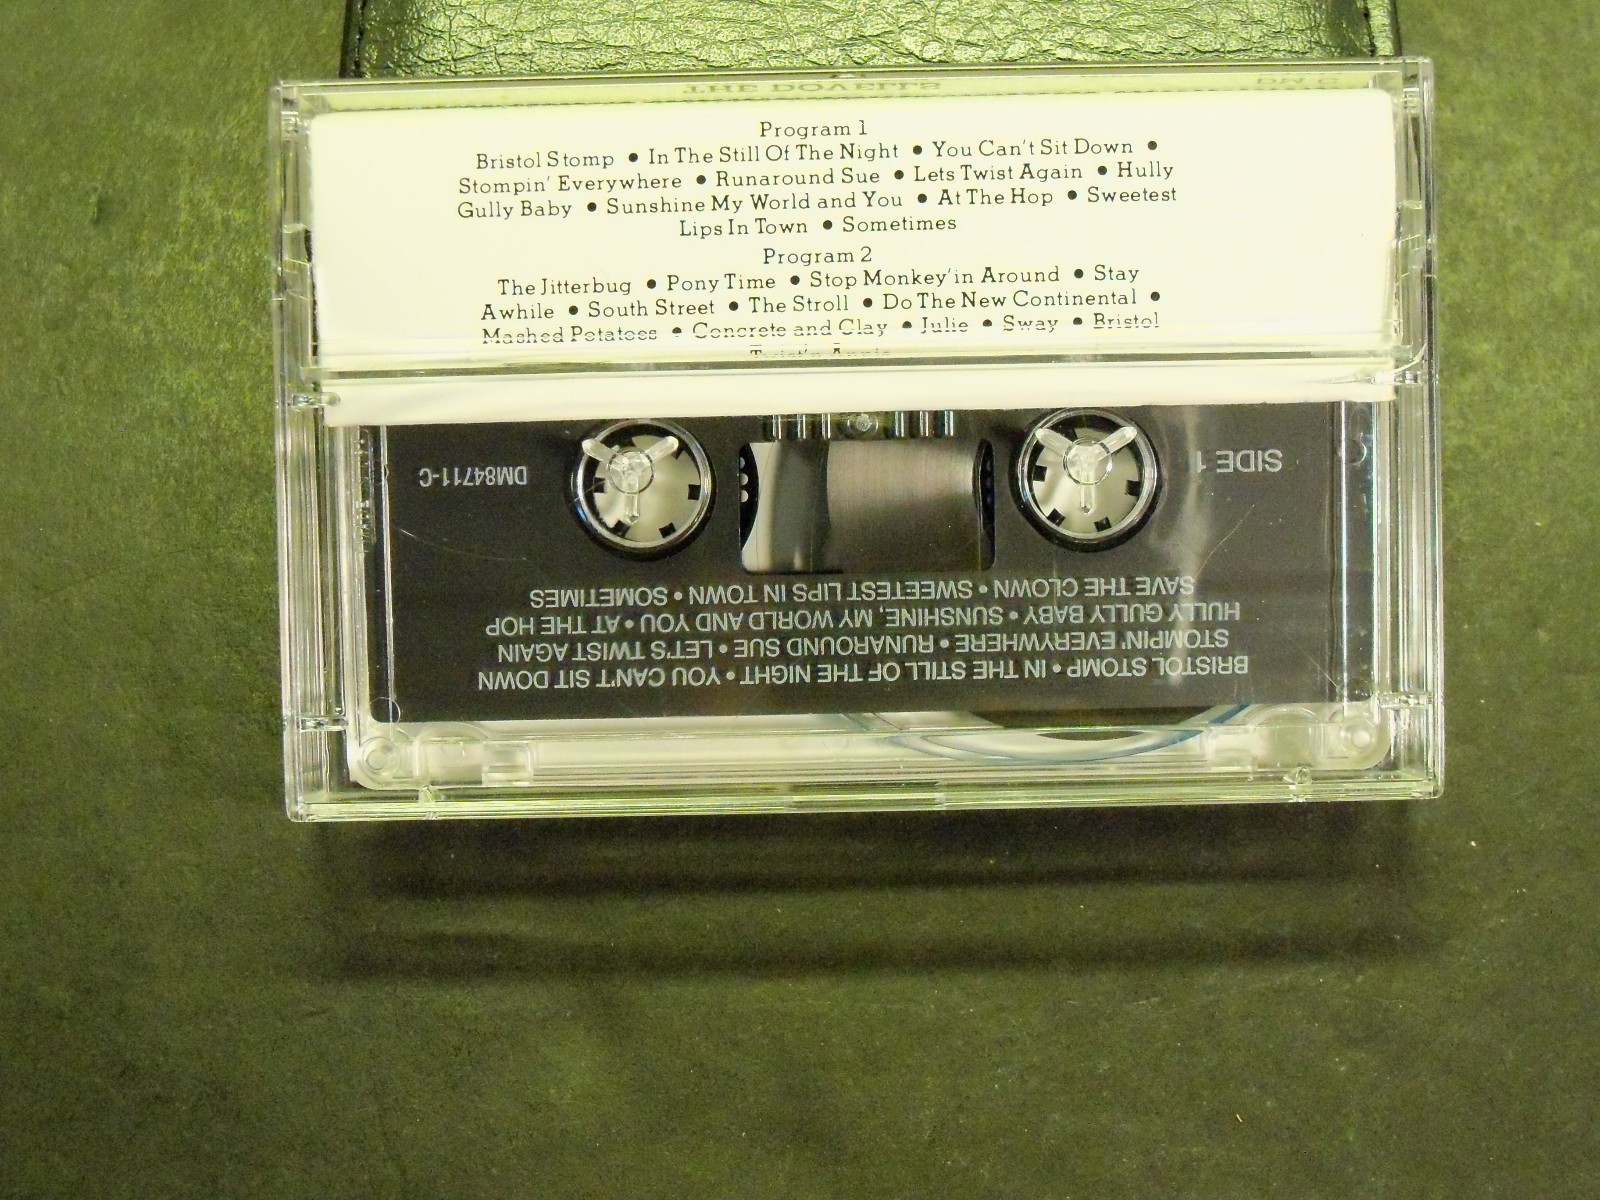 THE DOVELLS
Program 1
Bristol Stomp • In The Still Of The Night • You Can't Sit Down •
Stompin' Everywhere • Runaround Sue • Lets Twist Again • Hully
Gully Baby • Sunshine My World and You • At The Hop • Sweetest
Lips In Town • Sometimes
Program 2
The Jitterbug • Pony Time • Stop Monkey'in Around • Stay
Awhile • South Street • The Stroll • Do The New Continental •
Mashed Potatoes • Concrete and Clay • Julie • Sway • Bristol
Twist'n Annie
BRISTOL STOMP • IN THE STILL OF THE NIGHT • YOU CAN'T SIT DOWN
STOMPIN' EVERYWHERE • RUNAROUND SUE • LET'S TWIST AGAIN
HULLY GULLY BABY • SUNSHINE, MY WORLD AND YOU • AT THE HOP
SAVE THE CLOWN • SWEETEST LIPS IN TOWN • SOMETIMES
SIDE 1
DM84711-C